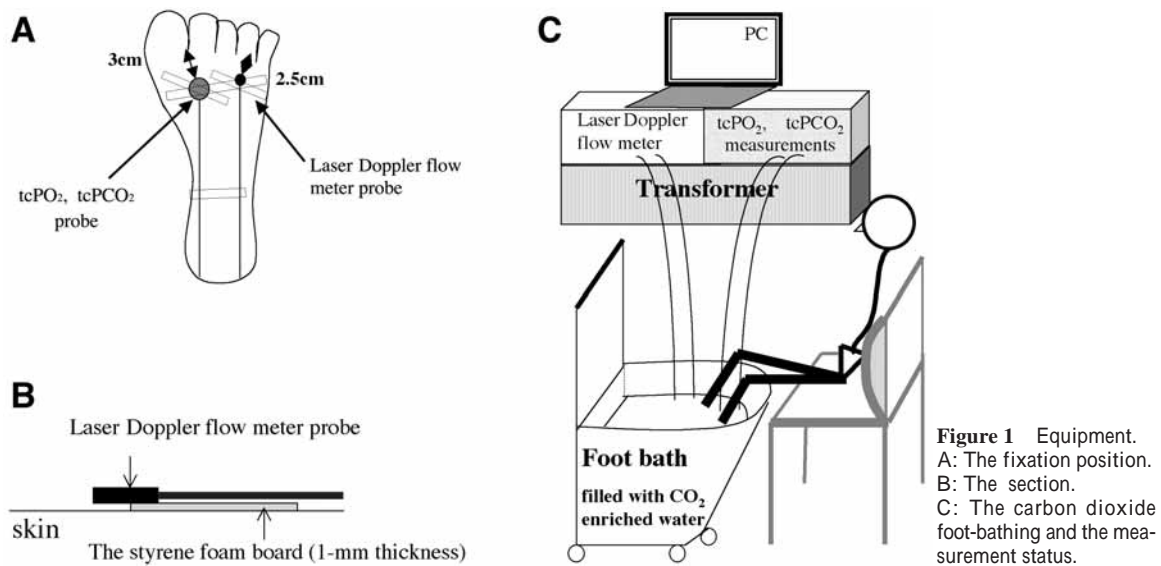 A
3cm
2.5cm
Laser Doppler flow
meter probe
tcPO₂, tcPCO₂
probe
B
Laser Doppler flow meter probe
skin
The styrene foam board (1-mm thickness)
C
PC
Laser Doppler
flow meter
tcPO₂, tcPCO₂
measurements
Transformer
Foot bath
filled with CO₂
enriched water
Figure 1 Equipment.
A: The fixation position.
B: The section.
C: The carbon dioxide
foot-bathing and the mea-
surement status.